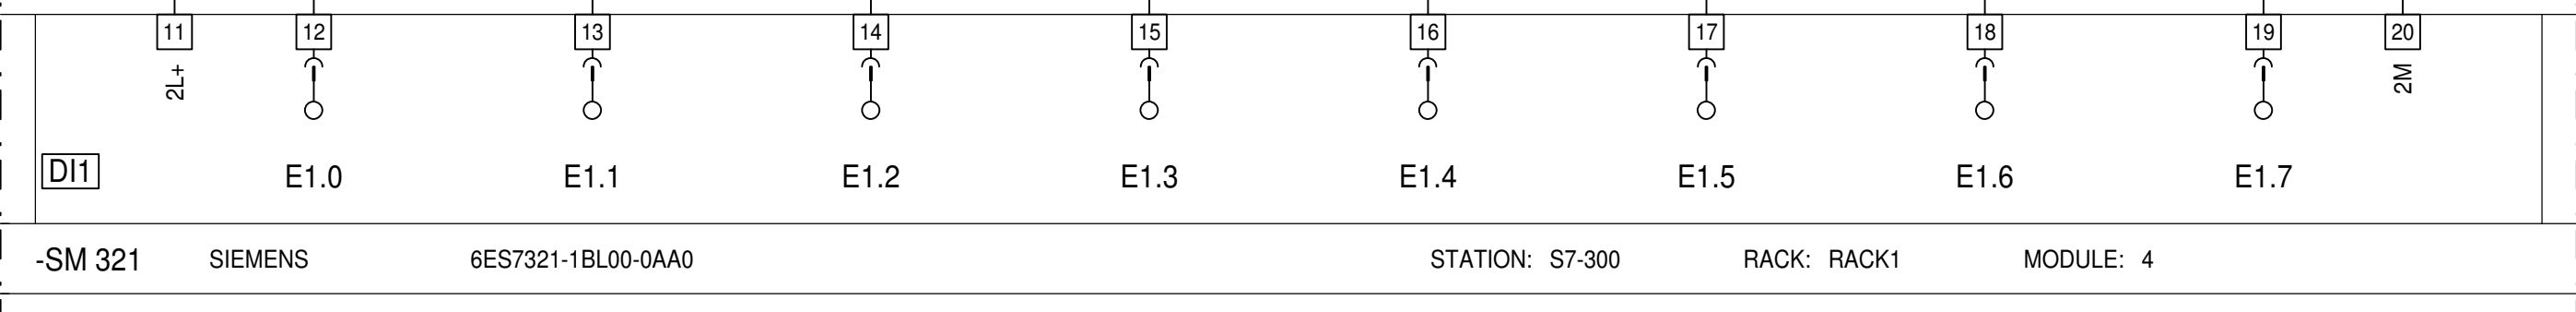 11 12 13 14 15 16 17 18 19 20
2L+ 2M
DI1 E1.0 E1.1 E1.2 E1.3 E1.4 E1.5 E1.6 E1.7
-SM 321 SIEMENS 6ES7321-1BL00-0AA0 STATION: S7-300 RACK: RACK1 MODULE: 4